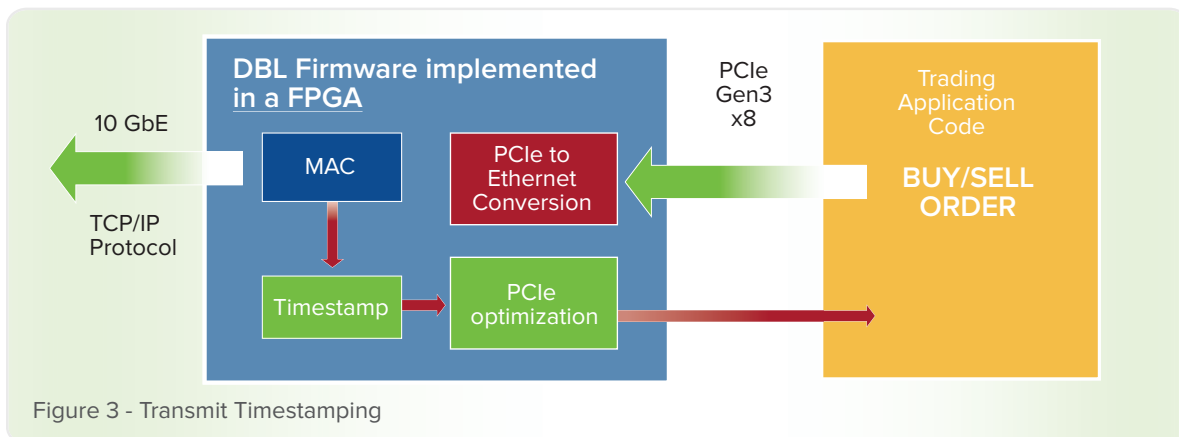 DBL Firmware implemented
in a FPGA
10 GbE
TCP/IP
Protocol
MAC
PCIe to
Ethernet
Conversion
Timestamp
PCIe
optimization
PCIe
Gen3
x8
Trading
Application
Code
BUY/SELL
ORDER
Figure 3 - Transmit Timestamping